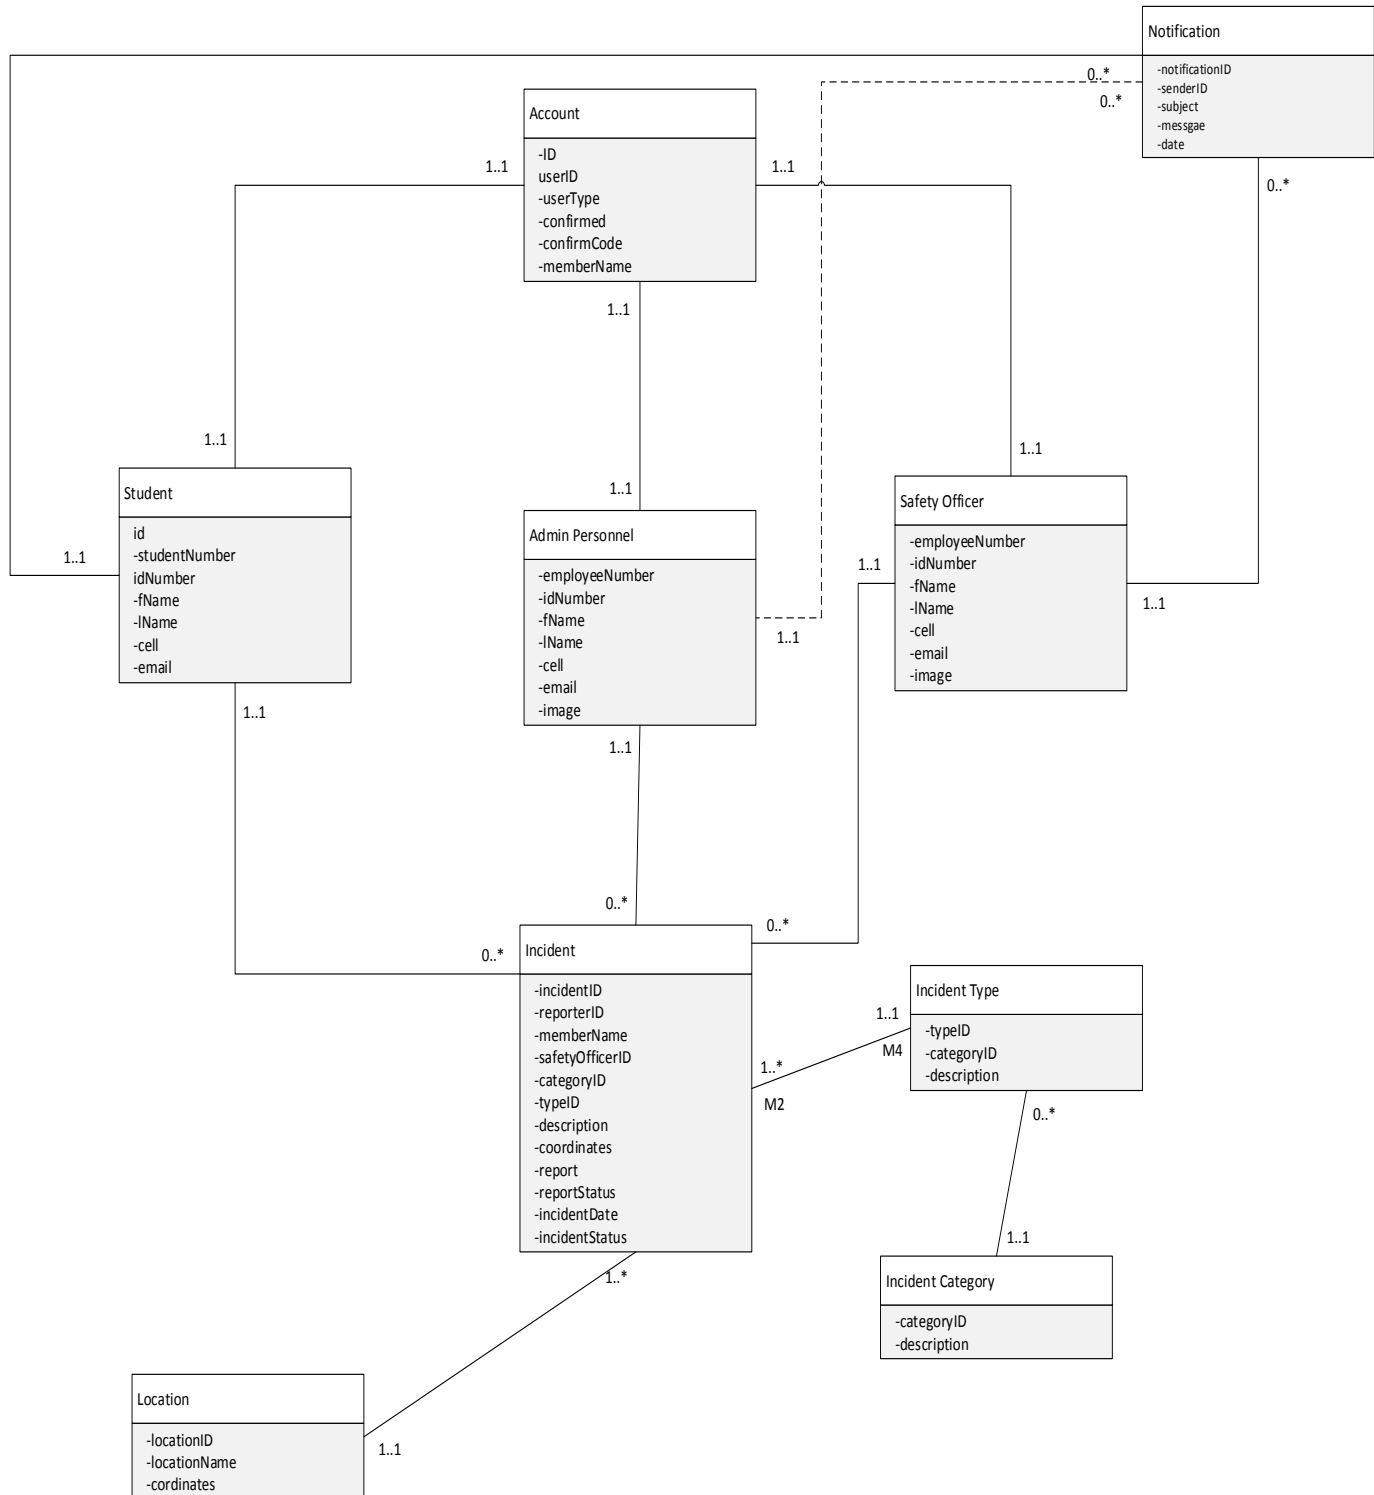 Notification
-notificationID
-senderID
-subject
-messgae
-date
0..*
0..*
0..*
Account
-ID
userID
-userType
-confirmed
-confirmCode
-memberName
1..1
1..1
1..1
1..1
1..1
1..1
Student
id
-studentNumber
idNumber
-fName
-lName
-cell
-email
1..1
1..1
Admin Personnel
-employeeNumber
-idNumber
-fName
-lName
-cell
-email
-image
1..1
1..1
Safety Officer
-employeeNumber
-idNumber
-fName
-lName
-cell
-email
-image
1..1
1..1
0..*
0..*
0..*
Incident
-incidentID
-reporterID
-memberName
-safetyOfficerID
-categoryID
-typeID
-description
-coordinates
-report
-reportStatus
-incidentDate
-incidentStatus
1..*
M2
1..1
M4
Incident Type
-typeID
-categoryID
-description
0..*
1..1
Incident Category
-categoryID
-description
1..*
1..1
Location
-locationID
-locationName
-cordinates